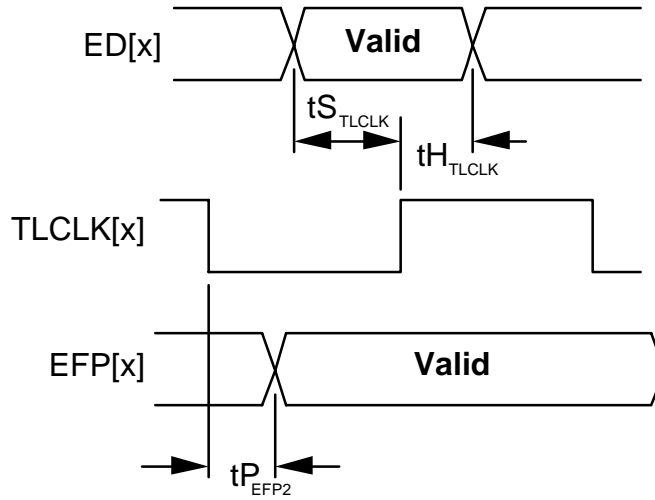 ED[x]
Valid
tS_TLCLK
tH_TLCLK
TLCLK[x]
EFP[x]
Valid
tP_EFP2